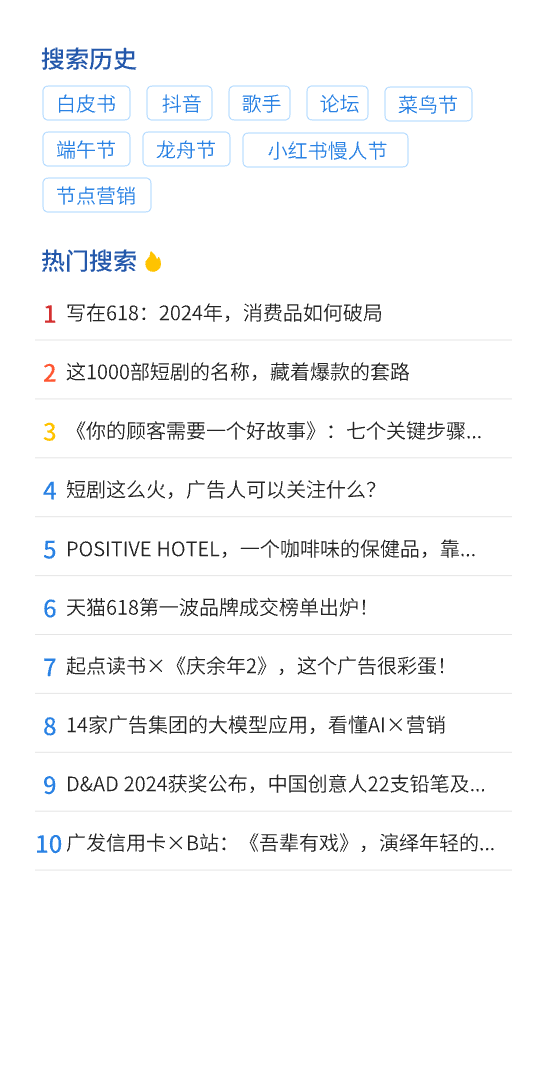 搜索历史
白皮书 抖音 歌手 论坛 菜鸟节
端午节 龙舟节 小红书慢人节
节点营销
热门搜索
1 写在618：2024年，消费品如何破局
2 这1000部短剧的名称，藏着爆款的套路
3 《你的顾客需要一个好故事》：七个关键步骤...
4 短剧这么火，广告人可以关注什么？
5 POSITIVE HOTEL，一个咖啡味的保健品，靠...
6 天猫618第一波品牌成交榜单出炉！
7 起点读书×《庆余年2》，这个广告很彩蛋！
8 14家广告集团的大模型应用，看懂AI×营销
9 D&AD 2024获奖公布，中国创意人22支铅笔及...
10 广发信用卡×B站：《吾辈有戏》，演绎年轻的...